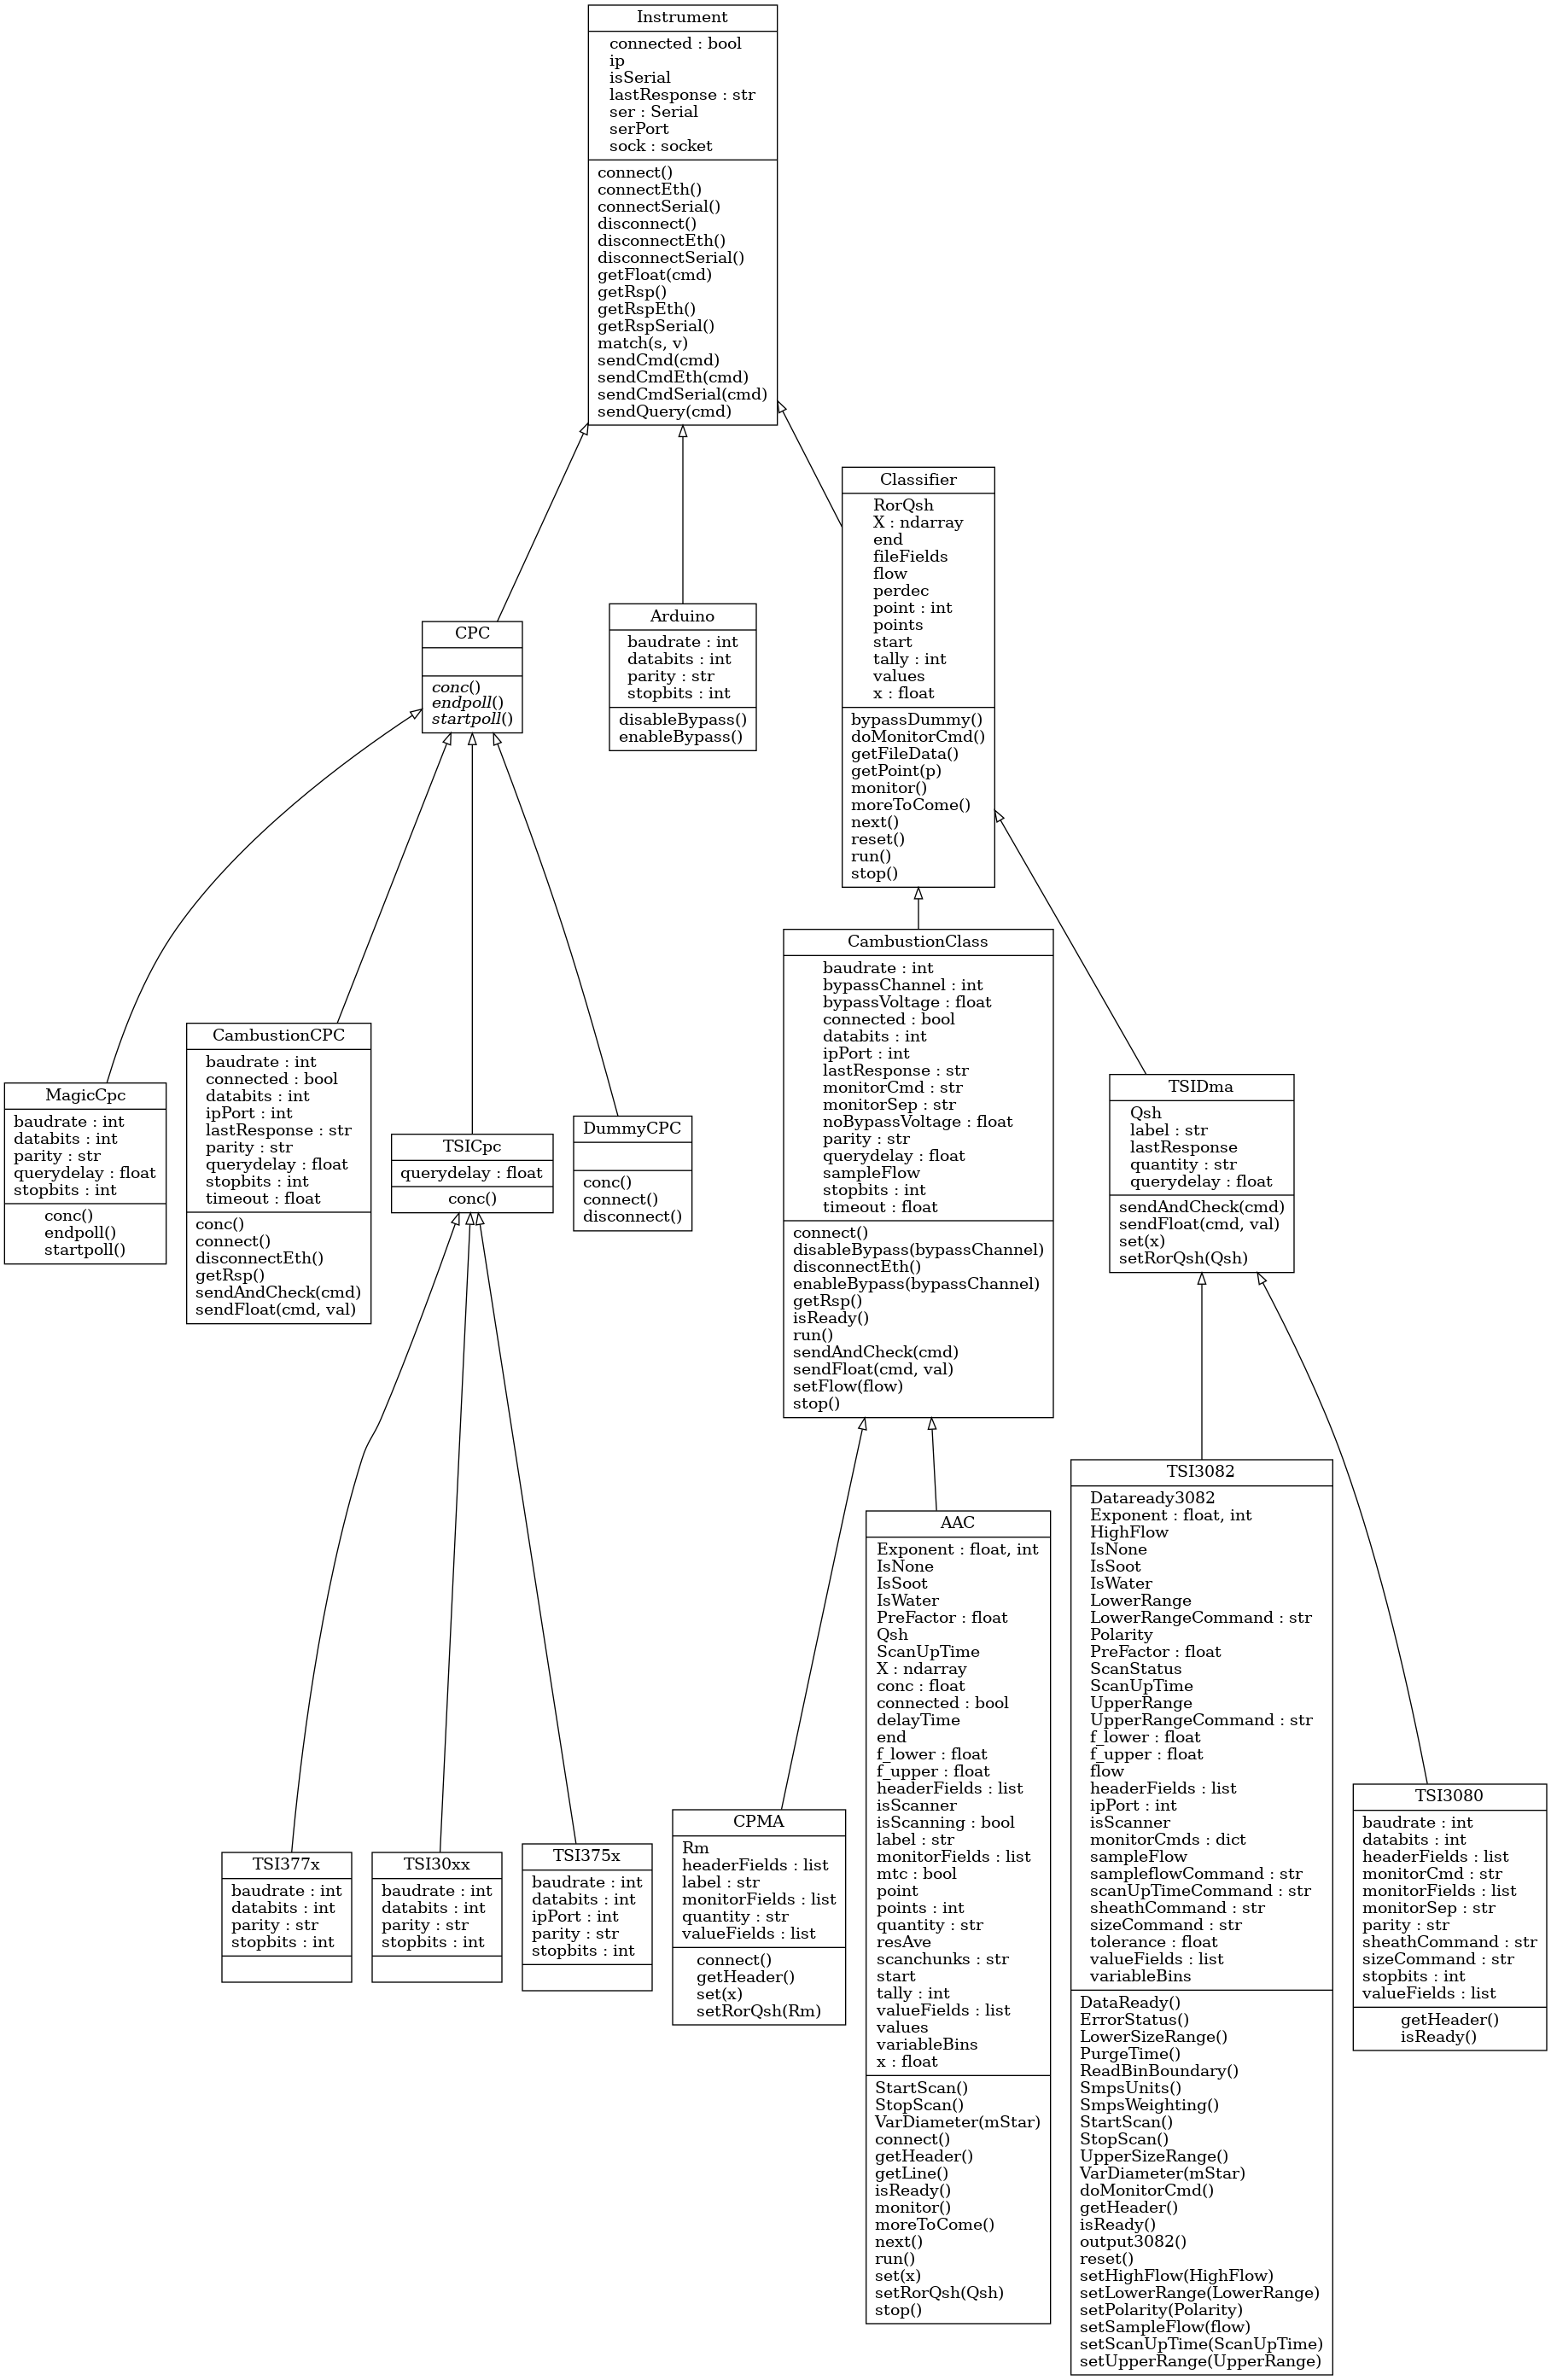 Instrument
connected : bool
ip
isSerial
lastResponse : str
ser : Serial
serPort
sock : socket
connect()
connectEth()
connectSerial()
disconnect()
disconnectEth()
disconnectSerial()
getFloat(cmd)
getRsp()
getRspEth()
getRspSerial()
match(s, v)
sendCmd(cmd)
sendCmdEth(cmd)
sendCmdSerial(cmd)
sendQuery(cmd)
Classifier
RorQsh
X : ndarray
end
fileFields
flow
perdec
point : int
points
start
tally : int
values
x : float
bypassDummy()
doMonitorCmd()
getFileData()
getPoint(p)
monitor()
moreToCome()
next()
reset()
run()
stop()
Arduino
baudrate : int
databits : int
parity : str
stopbits : int
disableBypass()
enableBypass()
CPC
conc()
endpoll()
startpoll()
CambustionClass
baudrate : int
bypassChannel : int
bypassVoltage : float
connected : bool
databits : int
ipPort : int
lastResponse : str
monitorCmd : str
monitorSep : str
noBypassVoltage : float
parity : str
querydelay : float
sampleFlow
stopbits : int
timeout : float
connect()
disableBypass(bypassChannel)
disconnectEth()
enableBypass(bypassChannel)
getRsp()
isReady()
run()
sendAndCheck(cmd)
sendFloat(cmd, val)
setFlow(flow)
stop()
CambustionCPC
baudrate : int
connected : bool
databits : int
ipPort : int
lastResponse : str
parity : str
querydelay : float
stopbits : int
timeout : float
conc()
connect()
disconnectEth()
getRsp()
sendAndCheck(cmd)
sendFloat(cmd, val)
TSIDma
Qsh
label : str
lastResponse
quantity : str
querydelay : float
sendAndCheck(cmd)
sendFloat(cmd, val)
set(x)
setRorQsh(Qsh)
MagicCpc
baudrate : int
databits : int
parity : str
querydelay : float
stopbits : int
conc()
endpoll()
startpoll()
DummyCPC
conc()
connect()
disconnect()
TSICpc
querydelay : float
conc()
TSI3082
Dataready3082
Exponent : float, int
HighFlow
IsNone
IsSoot
IsWater
LowerRange
LowerRangeCommand : str
Polarity
PreFactor : float
ScanStatus
ScanUpTime
UpperRange
UpperRangeCommand : str
f_lower : float
f_upper : float
flow
headerFields : list
ipPort : int
isScanner
monitorCmds : dict
sampleFlow
sampleflowCommand : str
scanUpTimeCommand : str
sheathCommand : str
sizeCommand : str
tolerance : float
valueFields : list
variableBins
DataReady()
ErrorStatus()
LowerSizeRange()
PurgeTime()
ReadBinBoundary()
SmpsUnits()
SmpsWeighting()
StartScan()
StopScan()
UpperSizeRange()
VarDiameter(mStar)
doMonitorCmd()
getHeader()
isReady()
output3082()
reset()
setHighFlow(HighFlow)
setLowerRange(LowerRange)
setPolarity(Polarity)
setSampleFlow(flow)
setScanUpTime(ScanUpTime)
setUpperRange(UpperRange)
AAC
Exponent : float, int
IsNone
IsSoot
IsWater
PreFactor : float
Qsh
ScanUpTime
X : ndarray
conc : float
connected : bool
delayTime
end
f_lower : float
f_upper : float
headerFields : list
isScanner
isScanning : bool
label : str
monitorFields : list
mtc : bool
point
points : int
quantity : str
resAve
scanchunks : str
start
tally : int
valueFields : list
values
variableBins
x : float
StartScan()
StopScan()
VarDiameter(mStar)
connect()
getHeader()
getLine()
isReady()
monitor()
moreToCome()
next()
run()
set(x)
setRorQsh(Qsh)
stop()
TSI3080
baudrate : int
databits : int
headerFields : list
monitorCmd : str
monitorFields : list
monitorSep : str
parity : str
sheathCommand : str
sizeCommand : str
stopbits : int
valueFields : list
getHeader()
isReady()
CPMA
Rm
headerFields : list
label : str
monitorFields : list
quantity : str
valueFields : list
connect()
getHeader()
set(x)
setRorQsh(Rm)
TSI377x
baudrate : int
databits : int
parity : str
stopbits : int
TSI30xx
baudrate : int
databits : int
parity : str
stopbits : int
TSI375x
baudrate : int
databits : int
ipPort : int
parity : str
stopbits : int